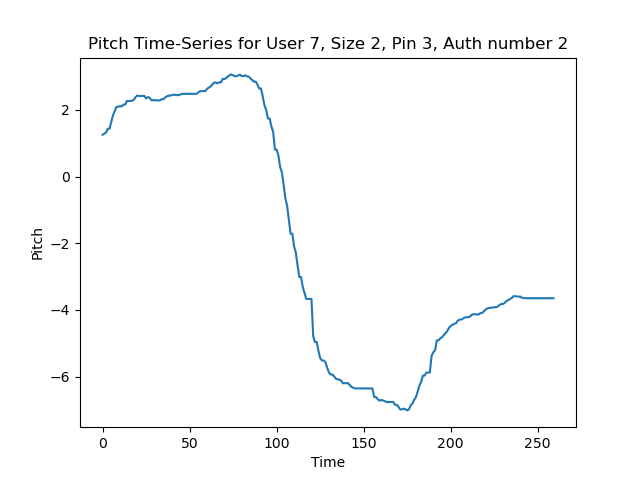 Pitch Time-Series for User 7, Size 2, Pin 3, Auth number 2
Pitch
2
0
−2
−4
−6
0 50 100 150 200 250
Time